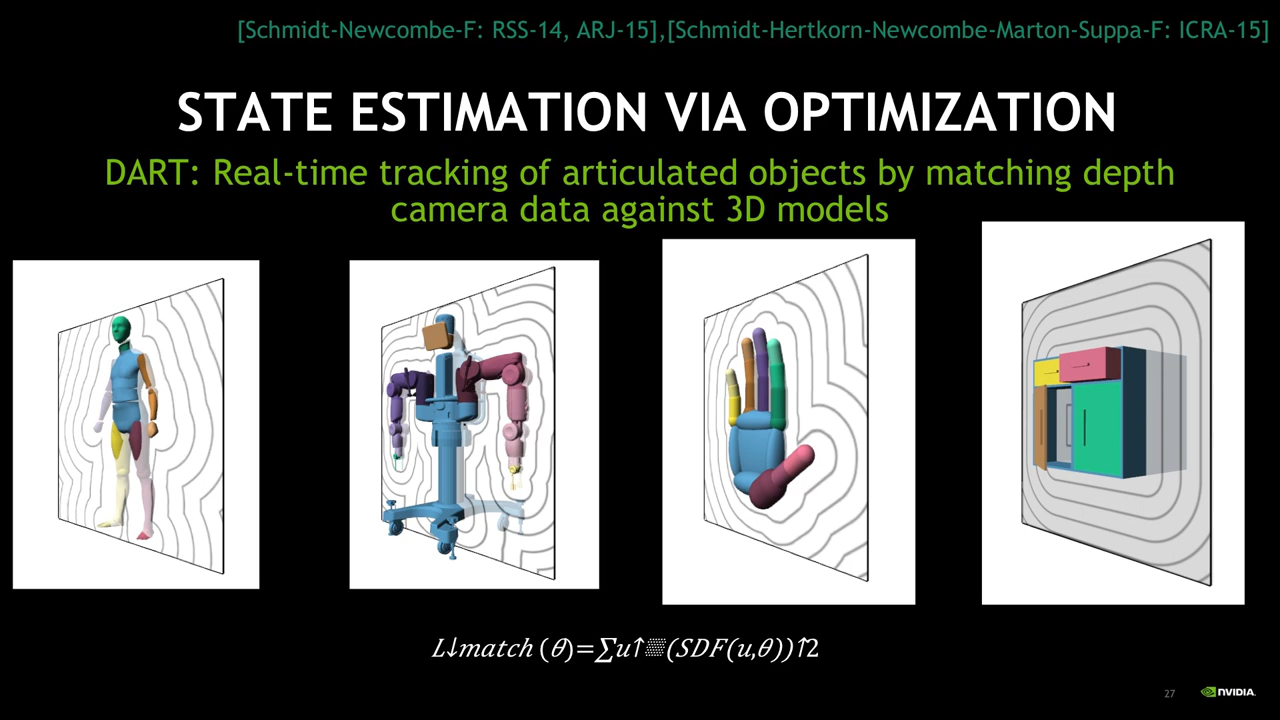 [Schmidt-Newcombe-F: RSS-14, ARJ-15],[Schmidt-Hertkorn-Newcombe-Marton-Suppa-F: ICRA-15]
STATE ESTIMATION VIA OPTIMIZATION
DART: Real-time tracking of articulated objects by matching depth
camera data against 3D models
L↓match (θ)=∑u↑▒(SDF(u,θ))↑2
27
NVIDIA.